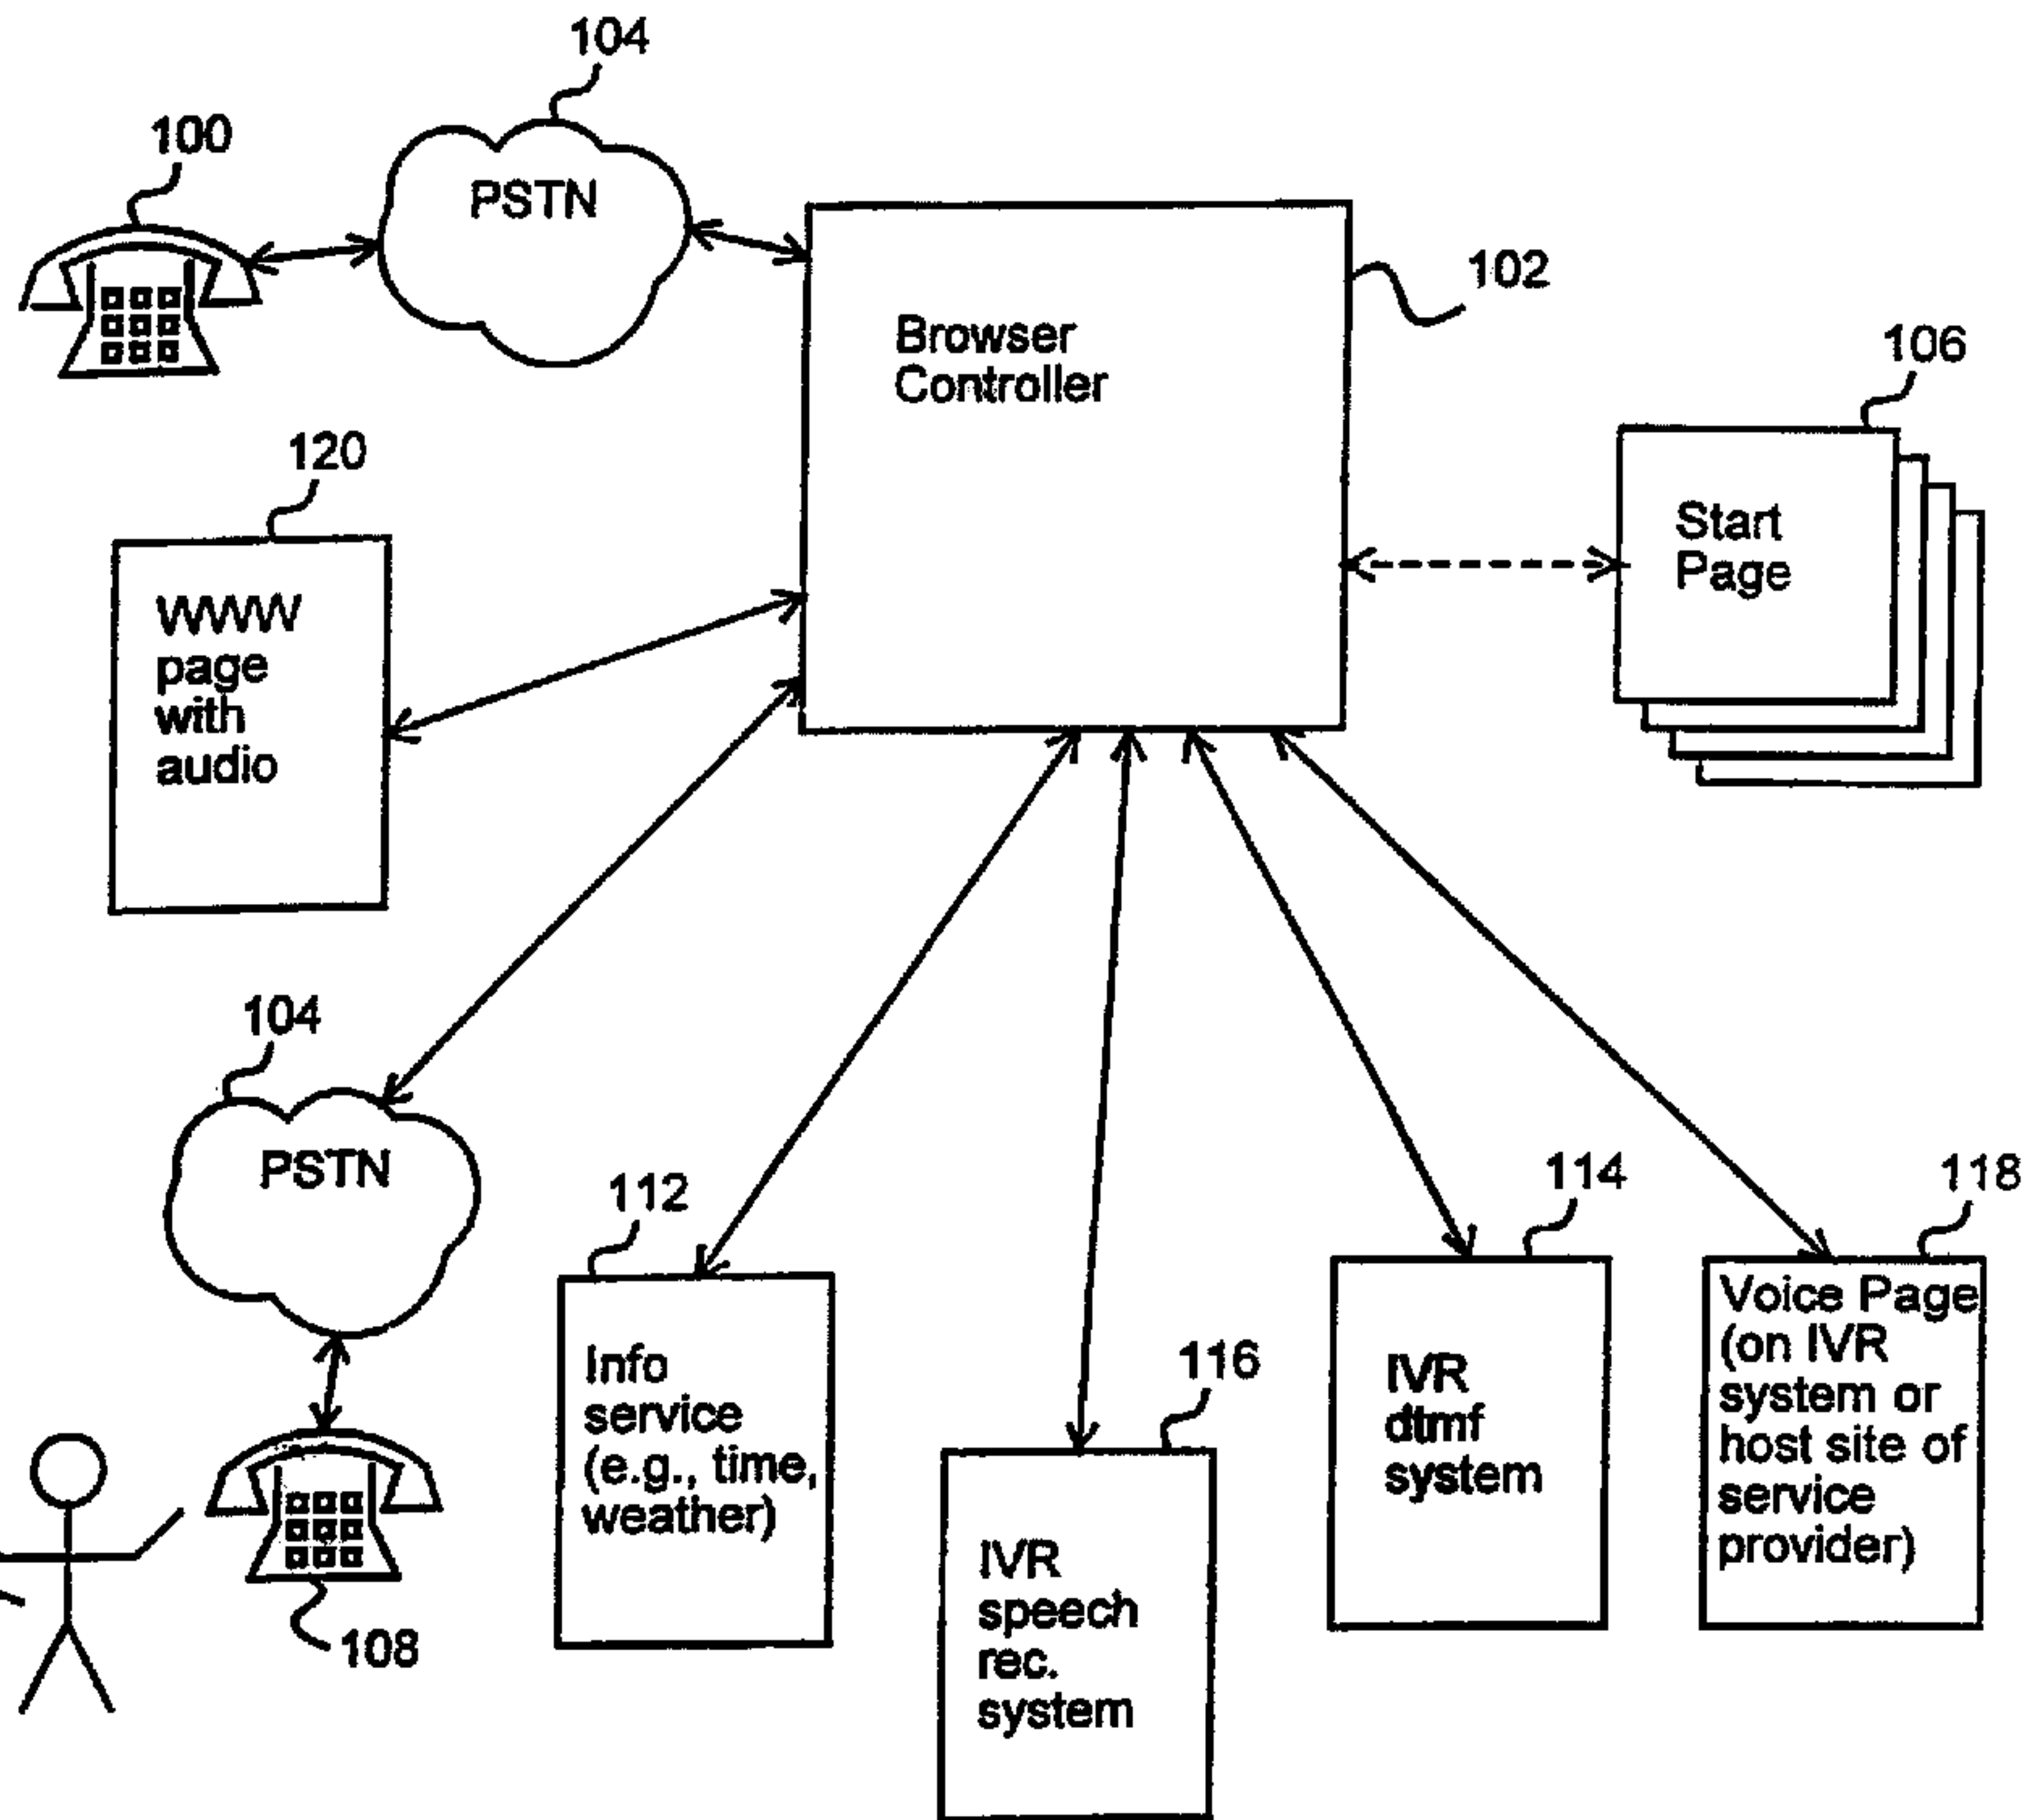 104
100
PSTN
102
Browser
Controller
106
120
Start
Page
WWW
page
with
audio
104
PSTN
112
114
118
Info
service
(e.g., time,
weather)
116
IVR
dtmf
system
Voice Page
(on IVR
system or
host site of
service
provider)
IVR
speech
rec.
system
108